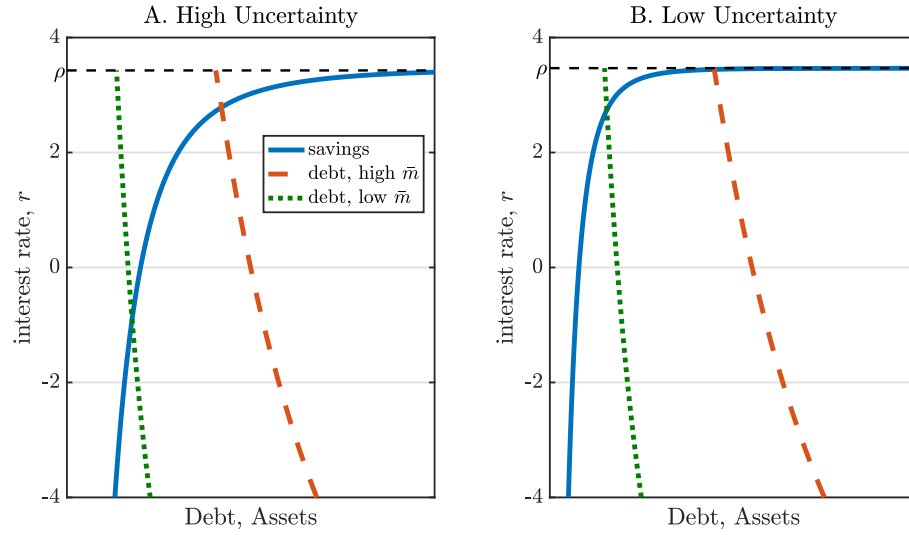 A. High Uncertainty
4
ρ
2
0
-2
-4
interest rate, r
Debt, Assets
savings
debt, high m̄
debt, low m̄
B. Low Uncertainty
4
ρ
2
0
-2
-4
interest rate, r
Debt, Assets